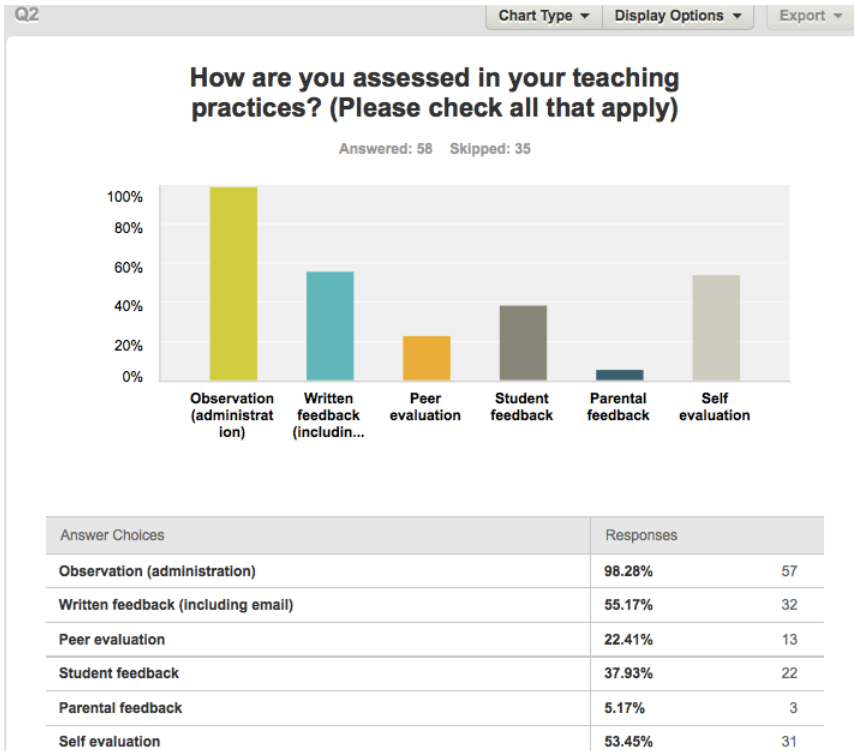 Q2
Chart Type
Display Options
Export
How are you assessed in your teaching
practices? (Please check all that apply)
Answered: 58 Skipped: 35
100%
80%
60%
40%
20%
0%
Observation
(administrat
ion)
Written
feedback
(includin...
Peer
evaluation
Student
feedback
Parental
feedback
Self
evaluation
Answer Choices Responses
Observation (administration) 98.28% 57
Written feedback (including email) 55.17% 32
Peer evaluation 22.41% 13
Student feedback 37.93% 22
Parental feedback 5.17% 3
Self evaluation 53.45% 31